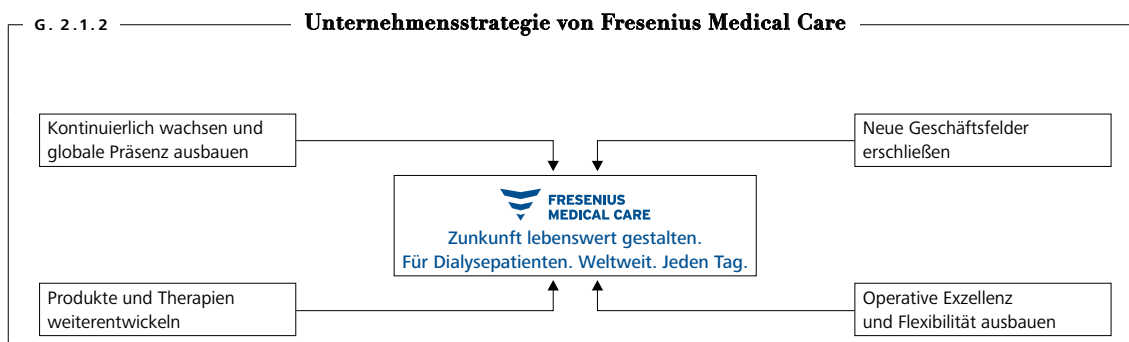 G. 2.1.2
Unternehmensstrategie von Fresenius Medical Care
Kontinuierlich wachsen und
globale Präsenz ausbauen
Neue Geschäftsfelder
erschließen
FRESENIUS
MEDICAL CARE
Zunkunft lebenswert gestalten.
Für Dialysepatienten. Weltweit. Jeden Tag.
Produkte und Therapien
weiterentwickeln
Operative Exzellenz
und Flexibilität ausbauen